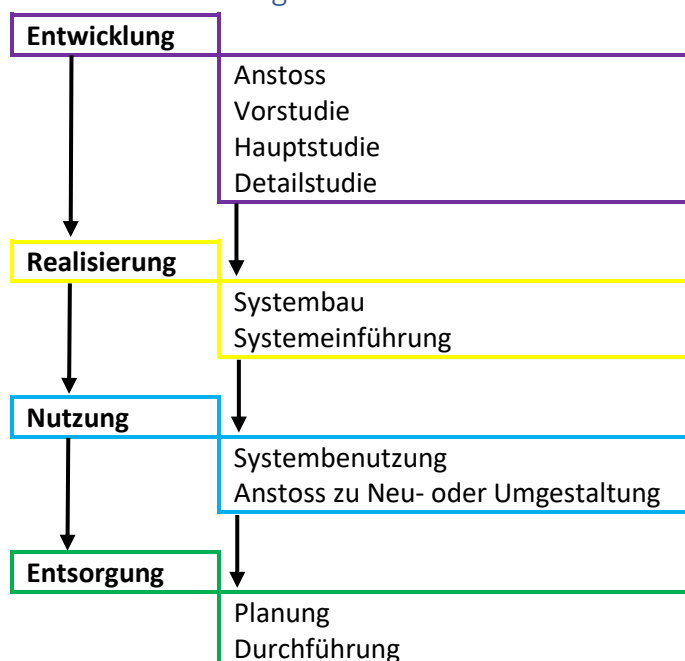 Entwicklung
Anstoss
Vorstudie
Hauptstudie
Detailstudie
Realisierung
Systembau
Systemeinführung
Nutzung
Systembenutzung
Anstoss zu Neu- oder Umgestaltung
Entsorgung
Planung
Durchführung